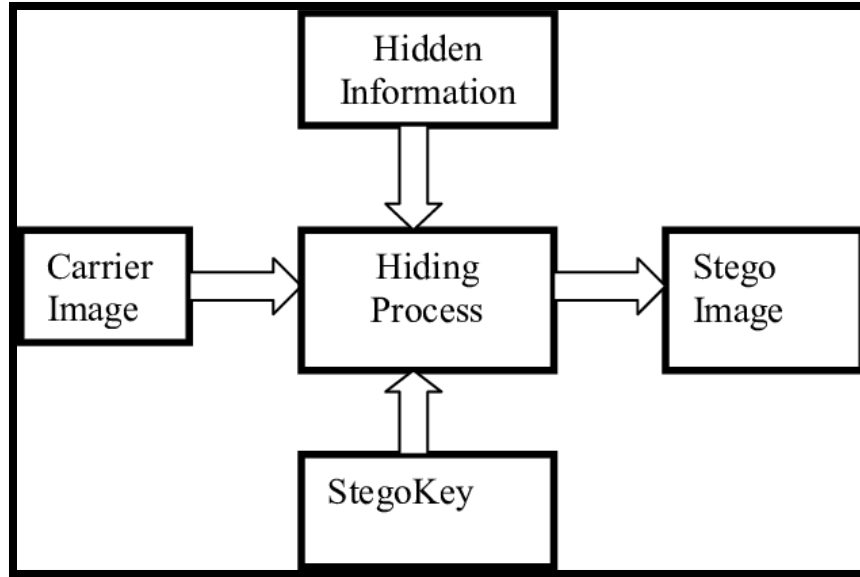 Hidden
Information
Carrier
Image
Hiding
Process
Stego
Image
StegoKey